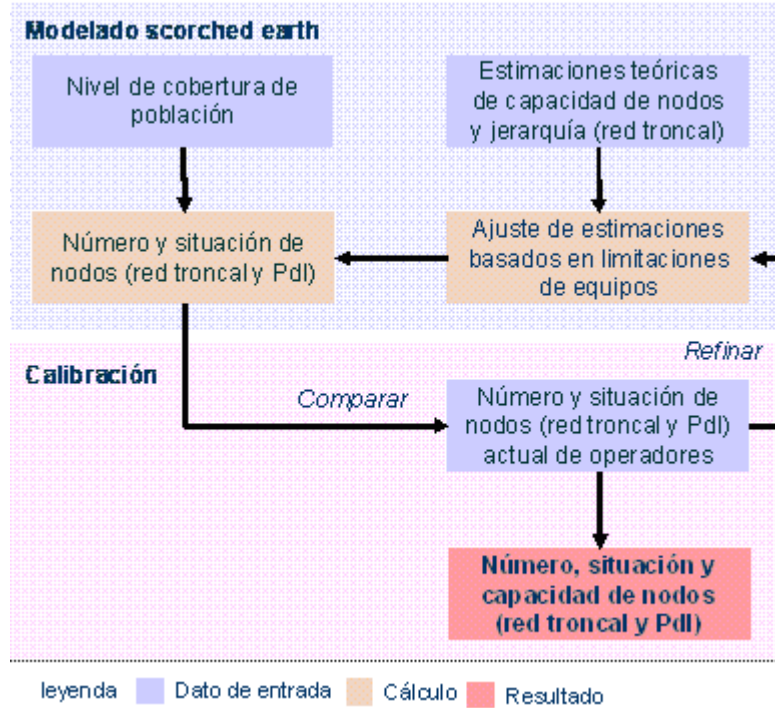 Modelado scorched earth
Nivel de cobertura de
población
Estimaciones teóricas
de capacidad de nodos
y jerarquía (red troncal)
Número y situación de
nodos (red troncal y PdI)
Ajuste de estimaciones
basados en limitaciones
de equipos
Refinar
Calibración
Comparar
Número y situación de
nodos (red troncal y PdI)
actual de operadores
Número, situación y
capacidad de nodos
(red troncal y PdI)
leyenda
Dato de entrada
Cálculo
Resultado